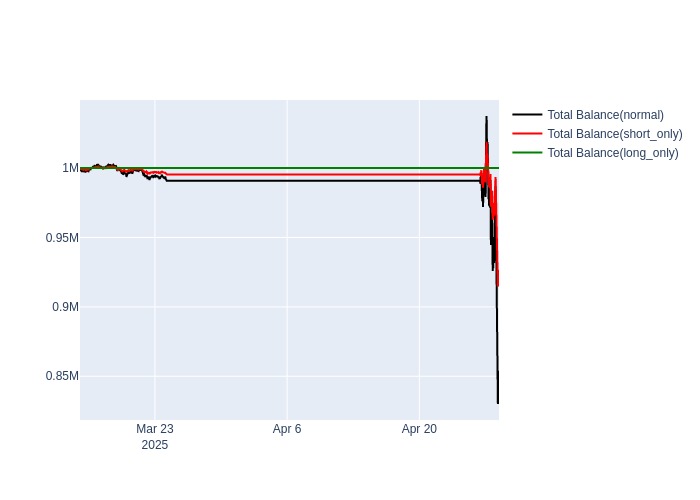 Total Balance(normal)
Total Balance(short_only)
Total Balance(long_only)
1M
0.95M
0.9M
0.85M
Mar 23
2025
Apr 6
Apr 20